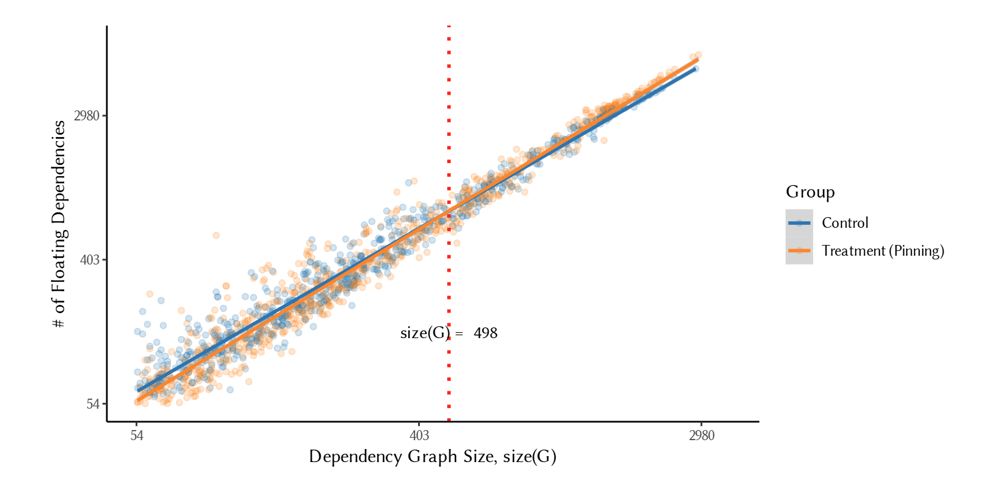 # of Floating Dependencies
2980
403
54
size(G) = 498
54 403 2980
Dependency Graph Size, size(G)
Group
Control
Treatment (Pinning)